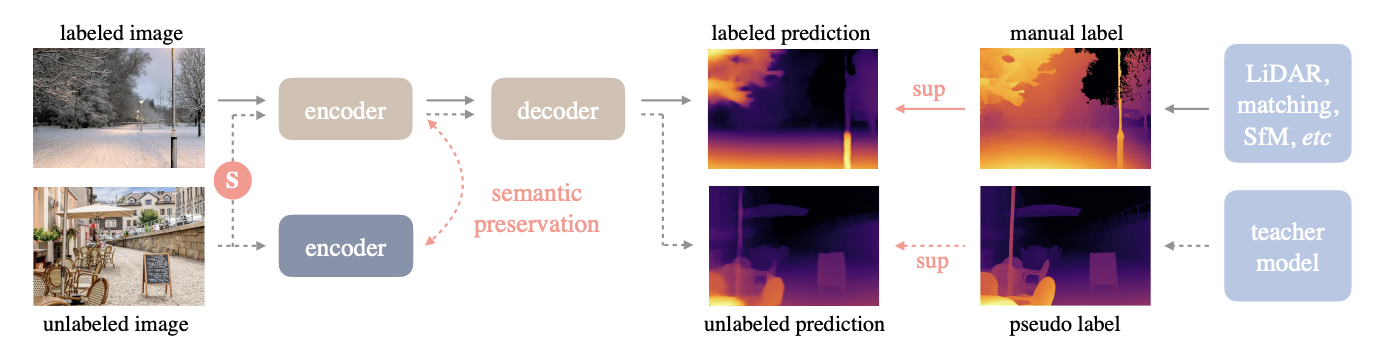 labeled image
labeled prediction
manual label
encoder
decoder
sup
LiDAR,
matching,
SfM, etc
S
semantic
preservation
encoder
sup
teacher
model
unlabeled image
unlabeled prediction
pseudo label